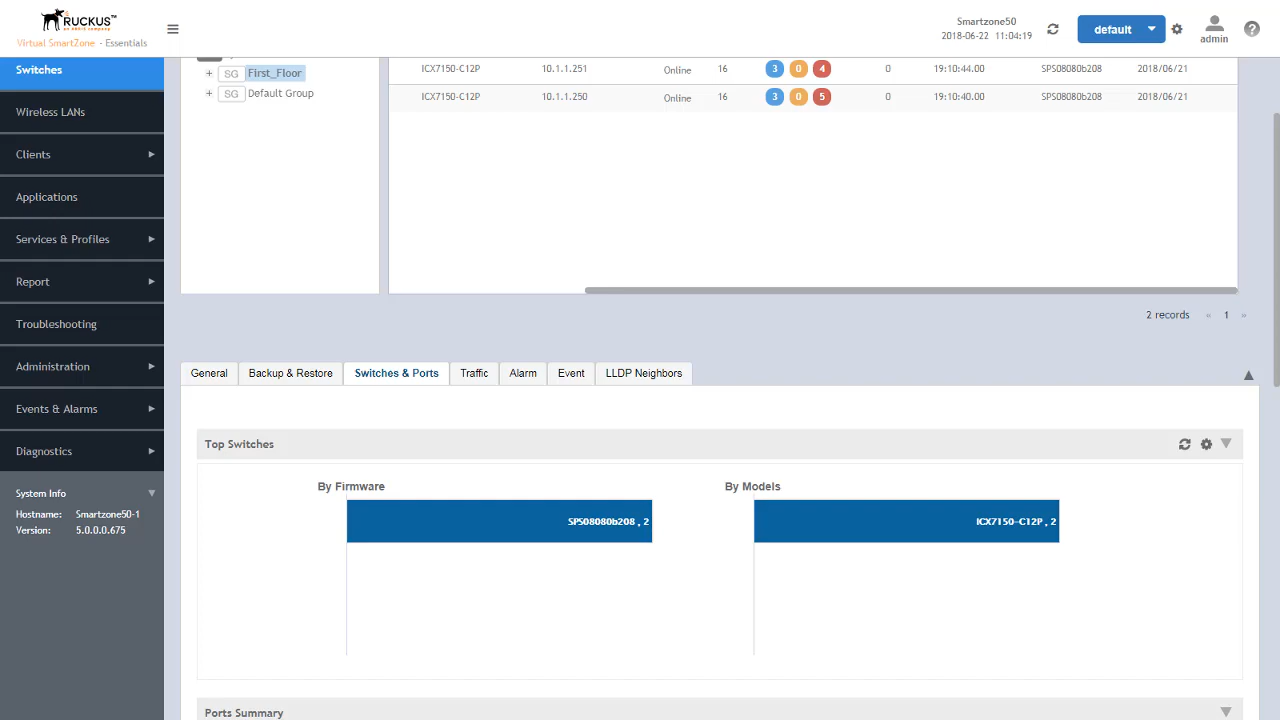 RUCKUS™
an ARRIS company
Virtual SmartZone - Essentials
Smartzone50
2018-06-22 11:04:19
default
admin
Switches
Wireless LANs
Clients
Applications
Services & Profiles
Report
Troubleshooting
Administration
Events & Alarms
Diagnostics
System Info
Hostname: Smartzone50-1
Version: 5.0.0.0.675
SG First_Floor
SG Default Group
ICX7150-C12P 10.1.1.251 Online 16 3 0 4 0 19:10:44.00 SPS08080b208 2018/06/21
ICX7150-C12P 10.1.1.250 Online 16 3 0 5 0 19:10:40.00 SPS08080b208 2018/06/21
2 records « 1 »
General Backup & Restore Switches & Ports Traffic Alarm Event LLDP Neighbors
Top Switches
By Firmware
SPS08080b208 , 2
By Models
ICX7150-C12P , 2
Ports Summary